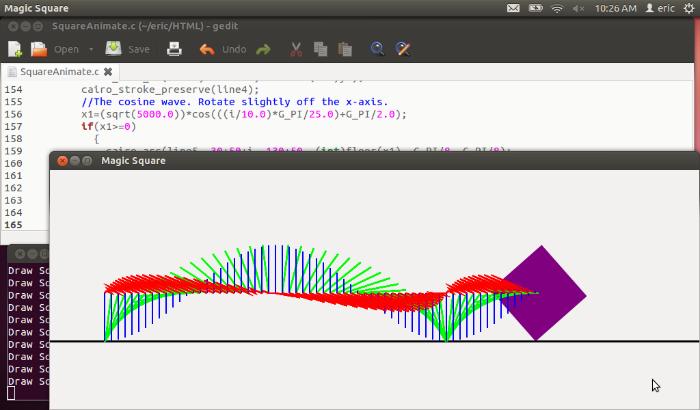 Magic Square
10:26 AM
eric
SquareAnimate.c (~/eric/HTML) - gedit
Open
Save
Undo
SquareAnimate.c
154 cairo_stroke_preserve(line4);
155 //The cosine wave. Rotate slightly off the x-axis.
156 x1=(sqrt(5000.0))*cos(((i/10.0)*G_PI/25.0)+G_PI/2.0);
157 if(x1>=0)
158 {
159
160
161
162
163
164
165
Magic Square
Draw Sc
Draw Sc
Draw Sc
Draw Sc
Draw Sc
Draw Sc
Draw Sc
Draw Sc
Draw Sc
Draw Sc